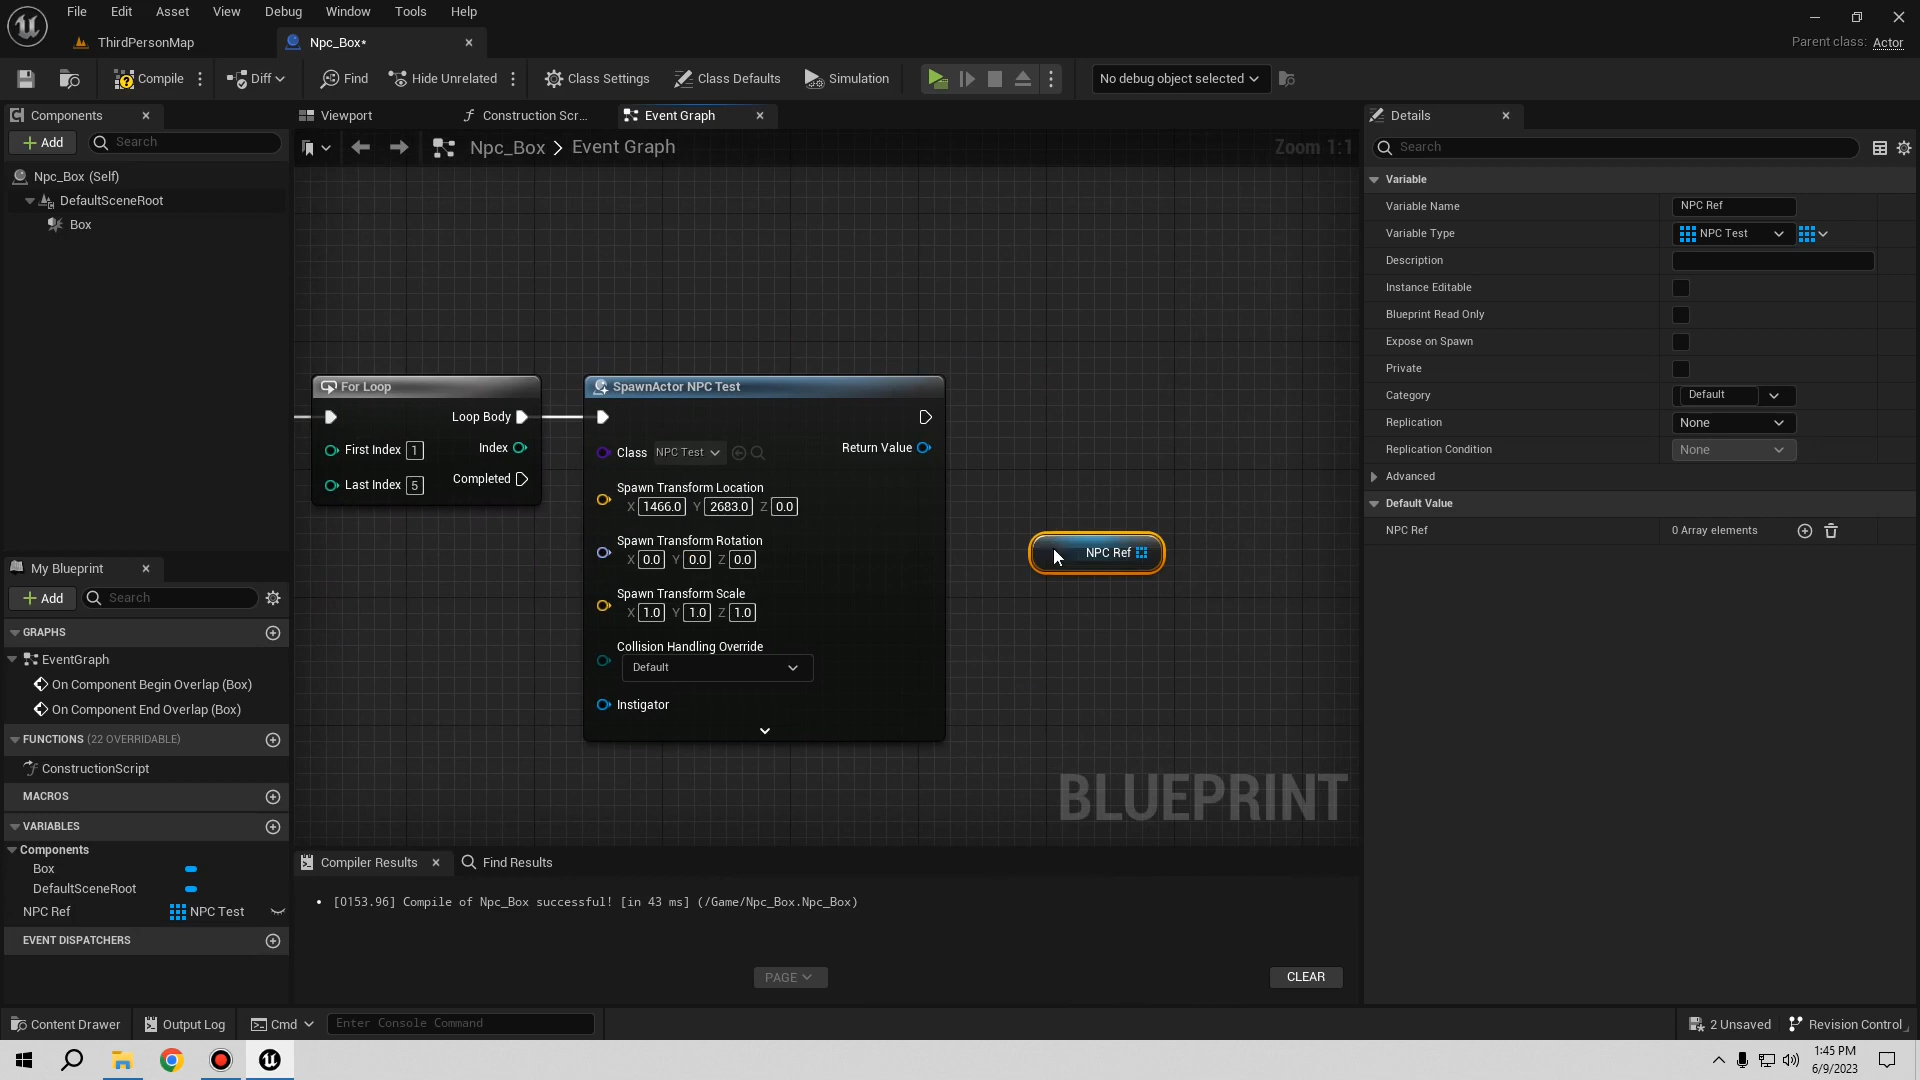 File Edit Asset View Debug Window Tools Help
ThirdPersonMap
Npc_Box*
Parent class: Actor
Compile Diff Find Hide Unrelated Class Settings Class Defaults Simulation No debug object selected
Components
Viewport
Construction Scr...
Event Graph
Details
Add Search
Npc_Box > Event Graph
Zoom 1:1
Search
Npc_Box (Self)
DefaultSceneRoot
Box
Variable
Variable Name NPC Ref
Variable Type NPC Test
Description
Instance Editable
Blueprint Read Only
Expose on Spawn
Private
Category Default
Replication None
Replication Condition None
Advanced
Default Value
NPC Ref 0 Array elements
For Loop
Loop Body
First Index 1
Index
Last Index 5
Completed
SpawnActor NPC Test
Class NPC Test
Return Value
Spawn Transform Location
X 1466.0 Y 2683.0 Z 0.0
Spawn Transform Rotation
X 0.0 Y 0.0 Z 0.0
Spawn Transform Scale
X 1.0 Y 1.0 Z 1.0
Collision Handling Override
Default
Instigator
NPC Ref
BLUEPRINT
My Blueprint
Add Search
GRAPHS
EventGraph
On Component Begin Overlap (Box)
On Component End Overlap (Box)
FUNCTIONS (22 OVERRIDABLE)
ConstructionScript
MACROS
VARIABLES
Components
Box
DefaultSceneRoot
NPC Ref NPC Test
EVENT DISPATCHERS
Compiler Results
Find Results
[0153.96] Compile of Npc_Box successful! [in 43 ms] (/Game/Npc_Box.Npc_Box)
PAGE
CLEAR
Content Drawer Output Log Cmd Enter Console Command
2 Unsaved Revision Control
1:45 PM
6/9/2023